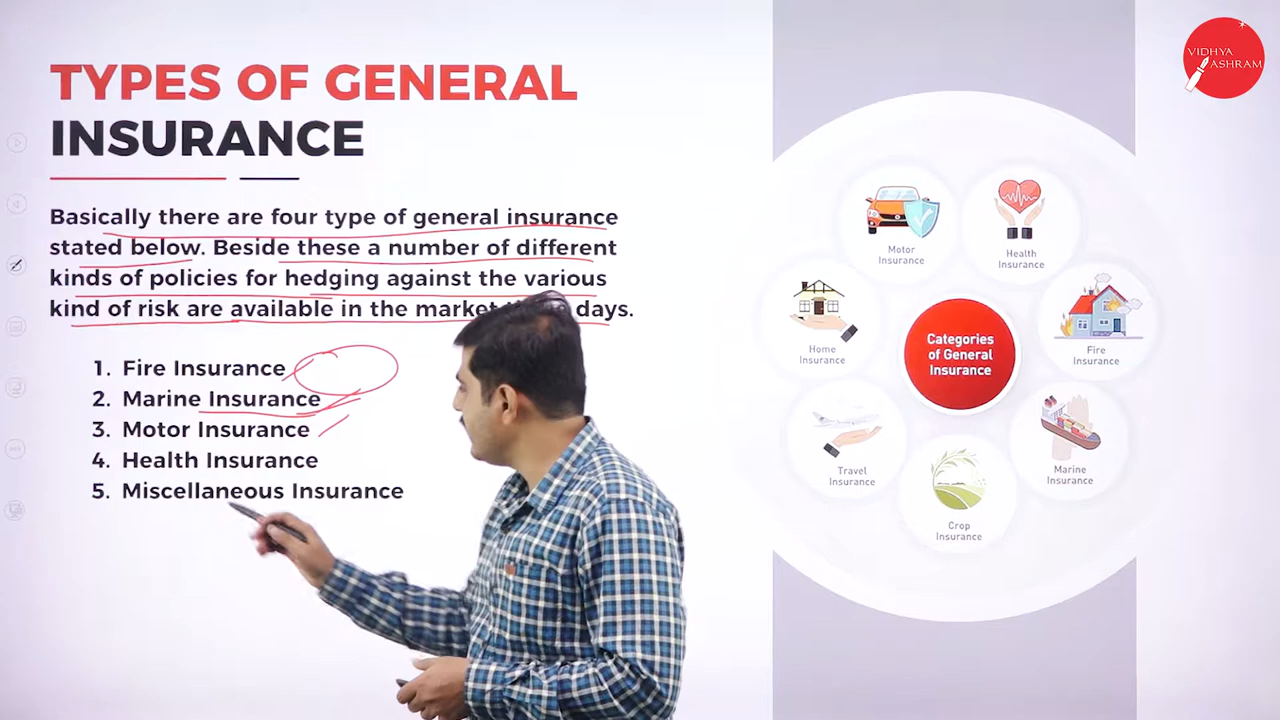 TYPES OF GENERAL
INSURANCE
Basically there are four type of general insurance
stated below. Beside these a number of different
kinds of policies for hedging against the various
kind of risk are available in the market days.
1. Fire Insurance
2. Marine Insurance
3. Motor Insurance
4. Health Insurance
5. Miscellaneous Insurance
VIDHYA
ASHRAM
Motor
Insurance
Health
Insurance
Home
Insurance
Categories
of General
Insurance
Fire
Insurance
Travel
Insurance
Marine
Insurance
Crop
Insurance